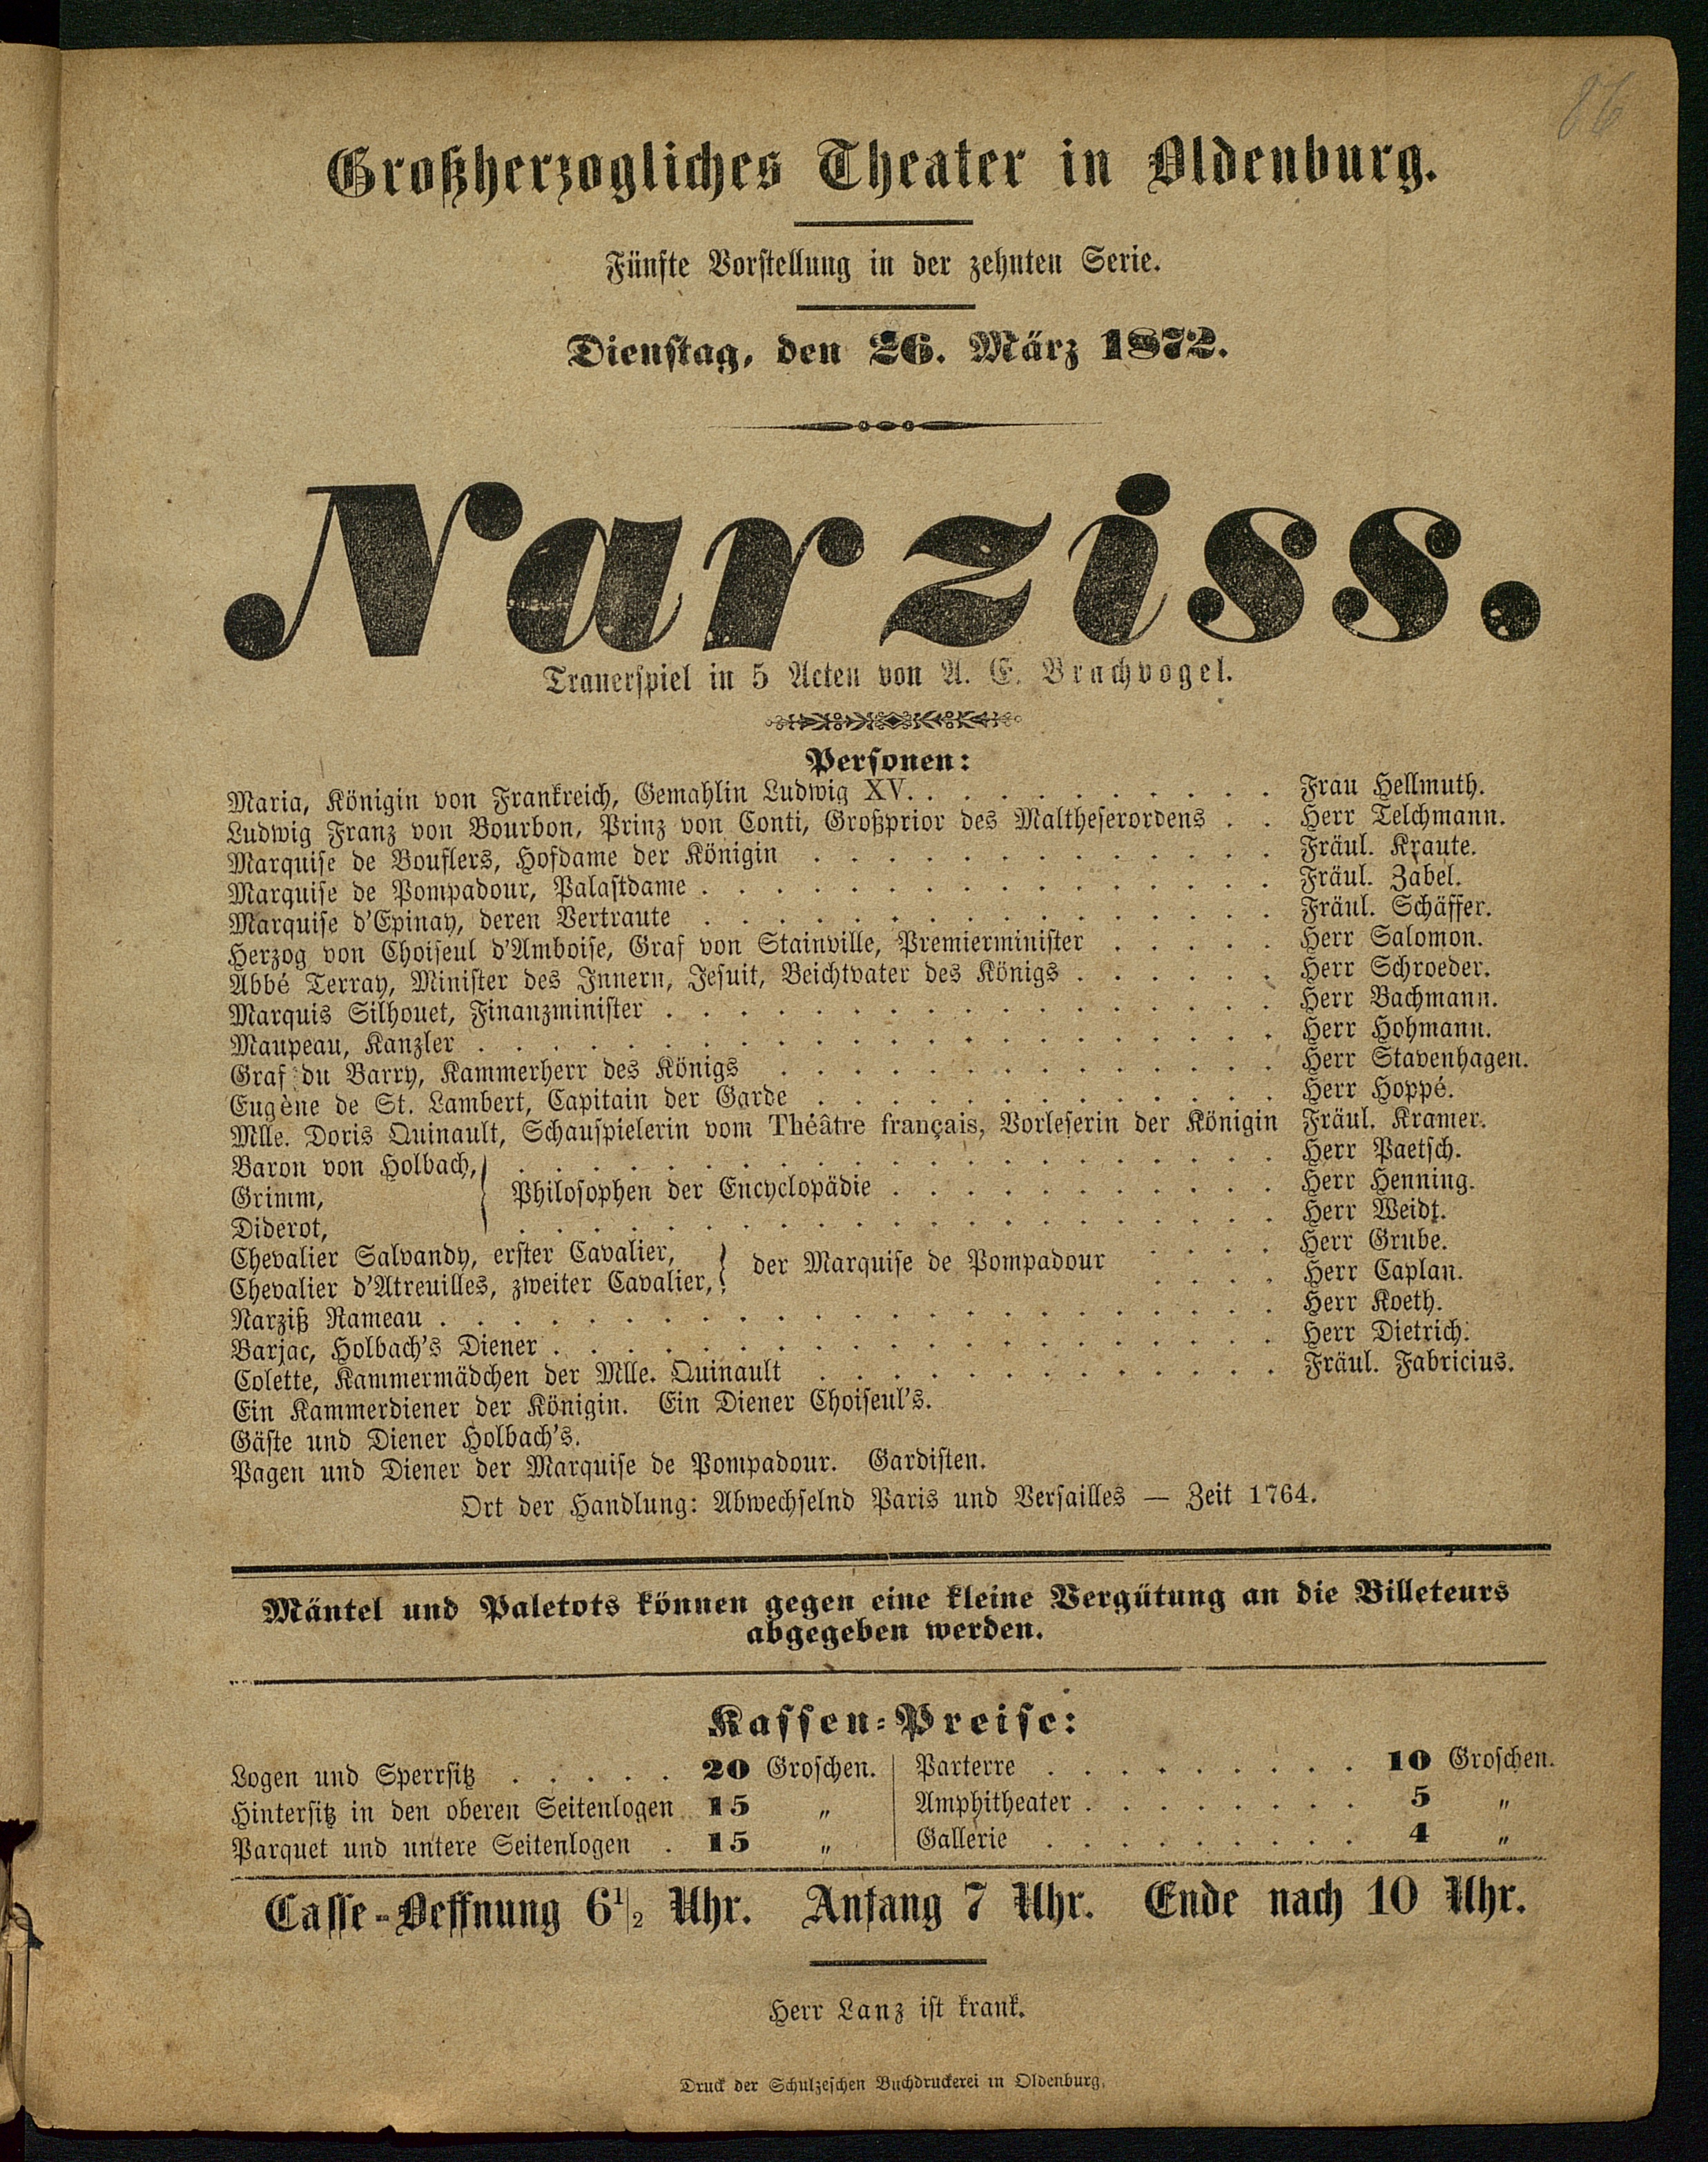 86
Großherzogliches Theater in Oldenburg.
Fünfte Vorstellung in der zehnten Serie.
Dienstag, den 26. März 1872.
Narziss.
Trauerspiel in 5 Acten von A. E. Brachvogel.
Personen:
Maria, Königin von Frankreich, Gemahlin Ludwig XV. . . . . . . . . . . Frau Hellmuth.
Ludwig Franz von Bourbon, Prinz von Conti, Großprior des Maltheserordens . . Herr Telchmann.
Marquise de Bouflers, Hofdame der Königin . . . . . . . . . . . . . Fräul. Kraute.
Marquise de Pompadour, Palastdame . . . . . . . . . . . . . . . . Fräul. Zabel.
Marquise d'Epinay, deren Vertraute . . . . . . . . . . . . . . . . Fräul. Schäffer.
Herzog von Choiseul d'Amboise, Graf von Stainville, Premierminister . . . . . Herr Salomon.
Abbé Terray, Minister des Innern, Jesuit, Beichtvater des Königs . . . . . . Herr Schroeder.
Marquis Silhouet, Finanzminister . . . . . . . . . . . . . . . . . Herr Bachmann.
Maupeau, Kanzler . . . . . . . . . . . . . . . . . . . . . . Herr Hohmann.
Graf du Barry, Kammerherr des Königs . . . . . . . . . . . . . . Herr Stavenhagen.
Eugène de St. Lambert, Capitain der Garde . . . . . . . . . . . . . Herr Hoppé.
Mlle. Doris Quinault, Schauspielerin vom Théâtre français, Vorleserin der Königin Fräul. Kramer.
Baron von Holbach, . . . . . . . . . . . . . . . . . . . . . Herr Paetsch.
Grimm, Philosophen der Encyclopädie . . . . . . . . . . . Herr Henning.
Diderot, . . . . . . . . . . . . . . . . . . . . . Herr Weidt.
Chevalier Salvandy, erster Cavalier, der Marquise de Pompadour . . . . Herr Grube.
Chevalier d'Atreuilles, zweiter Cavalier, . . . . Herr Caplan.
Narziß Rameau . . . . . . . . . . . . . . . . . . . . . . . Herr Koeth.
Barjac, Holbach's Diener . . . . . . . . . . . . . . . . . . . . Herr Dietrich.
Colette, Kammermädchen der Mlle. Quinault . . . . . . . . . . . . . Fräul. Fabricius.
Ein Kammerdiener der Königin. Ein Diener Choiseul's.
Gäste und Diener Holbach's.
Pagen und Diener der Marquise de Pompadour. Gardisten.
Ort der Handlung: Abwechselnd Paris und Versailles — Zeit 1764.
Mäntel und Paletots können gegen eine kleine Vergütung an die Billeteurs
abgegeben werden.
Kassen-Preise:
Logen und Sperrsitz . . . . . 20 Groschen. Parterre . . . . . . . . . 10 Groschen.
Hintersitz in den oberen Seitenlogen 15 " Amphitheater . . . . . . . . 5 "
Parquet und untere Seitenlogen . 15 " Gallerie . . . . . . . . . 4 "
Casse-Oeffnung 6 1/2 Uhr. Anfang 7 Uhr. Ende nach 10 Uhr.
Herr Lanz ist krank.
Druck der Schulzeschen Buchdruckerei in Oldenburg.